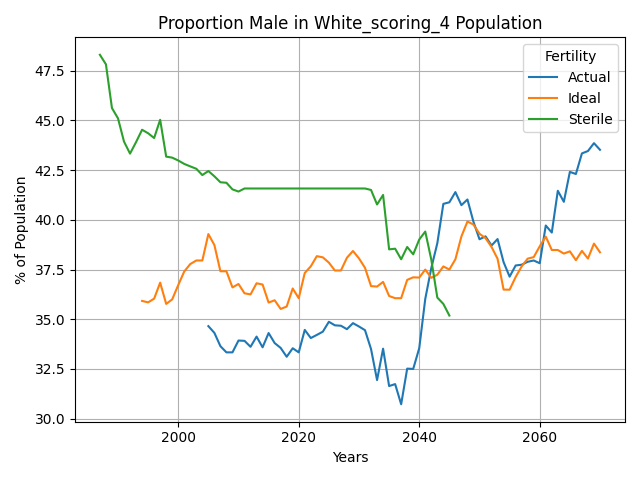 Proportion Male in White_scoring_4 Population
Fertility
Actual
Ideal
Sterile
47.5
45.0
42.5
40.0
37.5
35.0
32.5
30.0
% of Population
2000 2020 2040 2060
Years